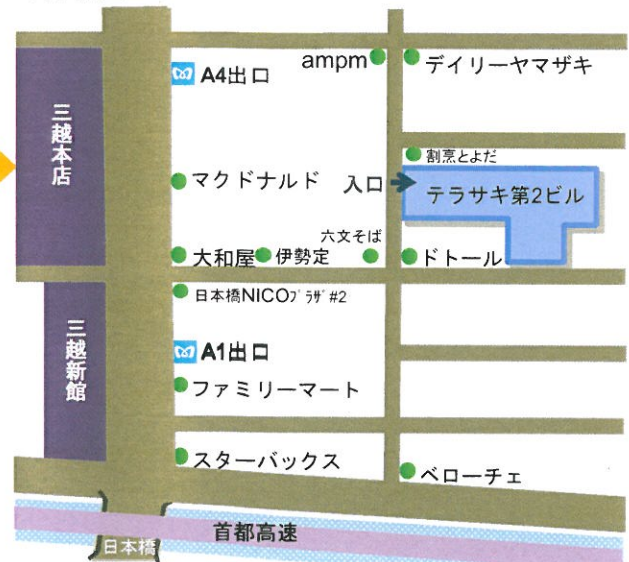 ampm
デイリーヤマザキ
A4出口
三越本店
割烹とよだ
マクドナルド
入口
テラサキ第2ビル
六文そば
大和屋
伊勢定
ドトール
日本橋NICOプラザ#2
三越新館
A1出口
ファミリーマート
スターバックス
ベローチェ
首都高速
日本橋